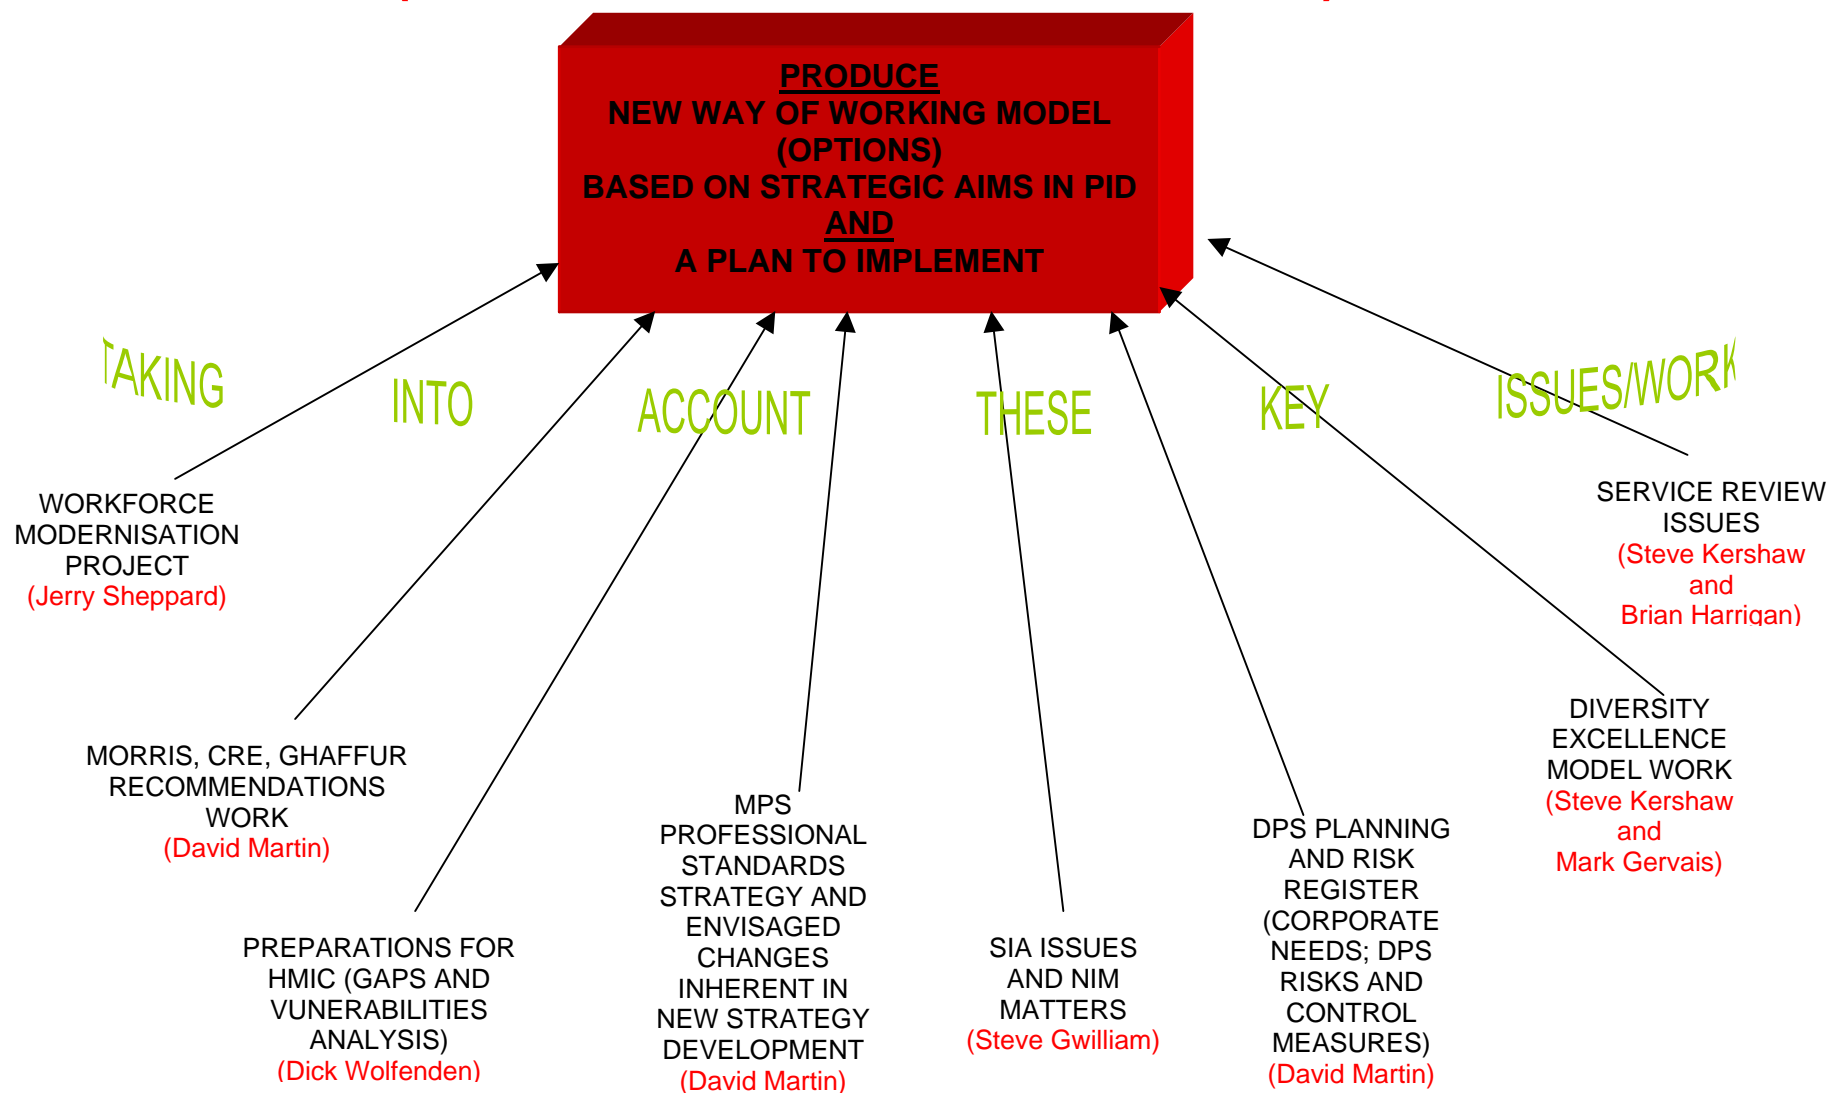 PRODUCE
NEW WAY OF WORKING MODEL
(OPTIONS)
BASED ON STRATEGIC AIMS IN PID
AND
A PLAN TO IMPLEMENT
TAKING INTO ACCOUNT THESE KEY ISSUES/WORK
WORKFORCE
MODERNISATION
PROJECT
(Jerry Sheppard)
MORRIS, CRE, GHAFFUR
RECOMMENDATIONS
WORK
(David Martin)
PREPARATIONS FOR
HMIC (GAPS AND
VUNERABILITIES
ANALYSIS)
(Dick Wolfenden)
MPS
PROFESSIONAL
STANDARDS
STRATEGY AND
ENVISAGED
CHANGES
INHERENT IN
NEW STRATEGY
DEVELOPMENT
(David Martin)
SIA ISSUES
AND NIM
MATTERS
(Steve Gwilliam)
DPS PLANNING
AND RISK
REGISTER
(CORPORATE
NEEDS; DPS
RISKS AND
CONTROL
MEASURES)
(David Martin)
DIVERSITY
EXCELLENCE
MODEL WORK
(Steve Kershaw
and
Mark Gervais)
SERVICE REVIEW
ISSUES
(Steve Kershaw
and
Brian Harrigan)